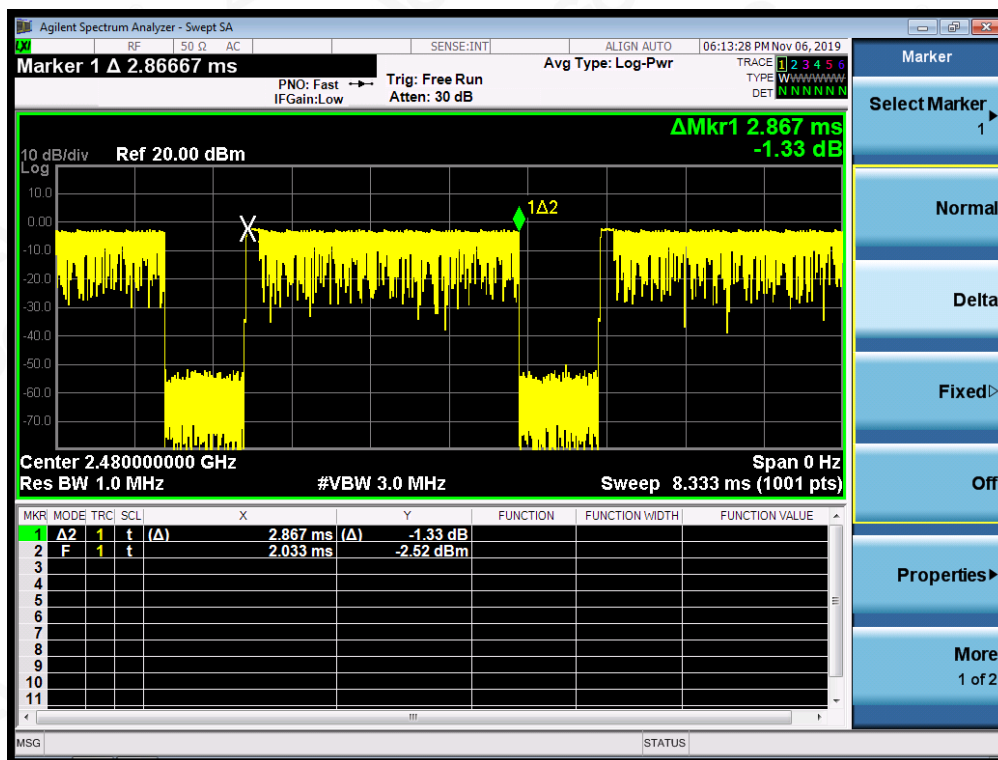 Agilent Spectrum Analyzer - Swept SA
LXI RF 50 Ω AC SENSE:INT ALIGN AUTO 06:13:28 PM Nov 06, 2019
Marker 1 Δ 2.86667 ms
PNO: Fast
IFGain:Low
Trig: Free Run
Atten: 30 dB
Avg Type: Log-Pwr
TRACE 1 2 3 4 5 6
TYPE WWWWWW
DET N N N N N N
ΔMkr1 2.867 ms
-1.33 dB
10 dB/div Ref 20.00 dBm
Log
10.0
0.00
-10.0
-20.0
-30.0
-40.0
-50.0
-60.0
-70.0
X
1Δ2
Center 2.480000000 GHz Span 0 Hz
Res BW 1.0 MHz #VBW 3.0 MHz Sweep 8.333 ms (1001 pts)
MKR MODE TRC SCL X Y FUNCTION FUNCTION WIDTH FUNCTION VALUE
1 Δ2 1 t (Δ) 2.867 ms (Δ) -1.33 dB
2 F 1 t 2.033 ms -2.52 dBm
3
4
5
6
7
8
9
10
11
MSG STATUS
Marker
Select Marker
1
Normal
Delta
Fixed
Off
Properties
More
1 of 2